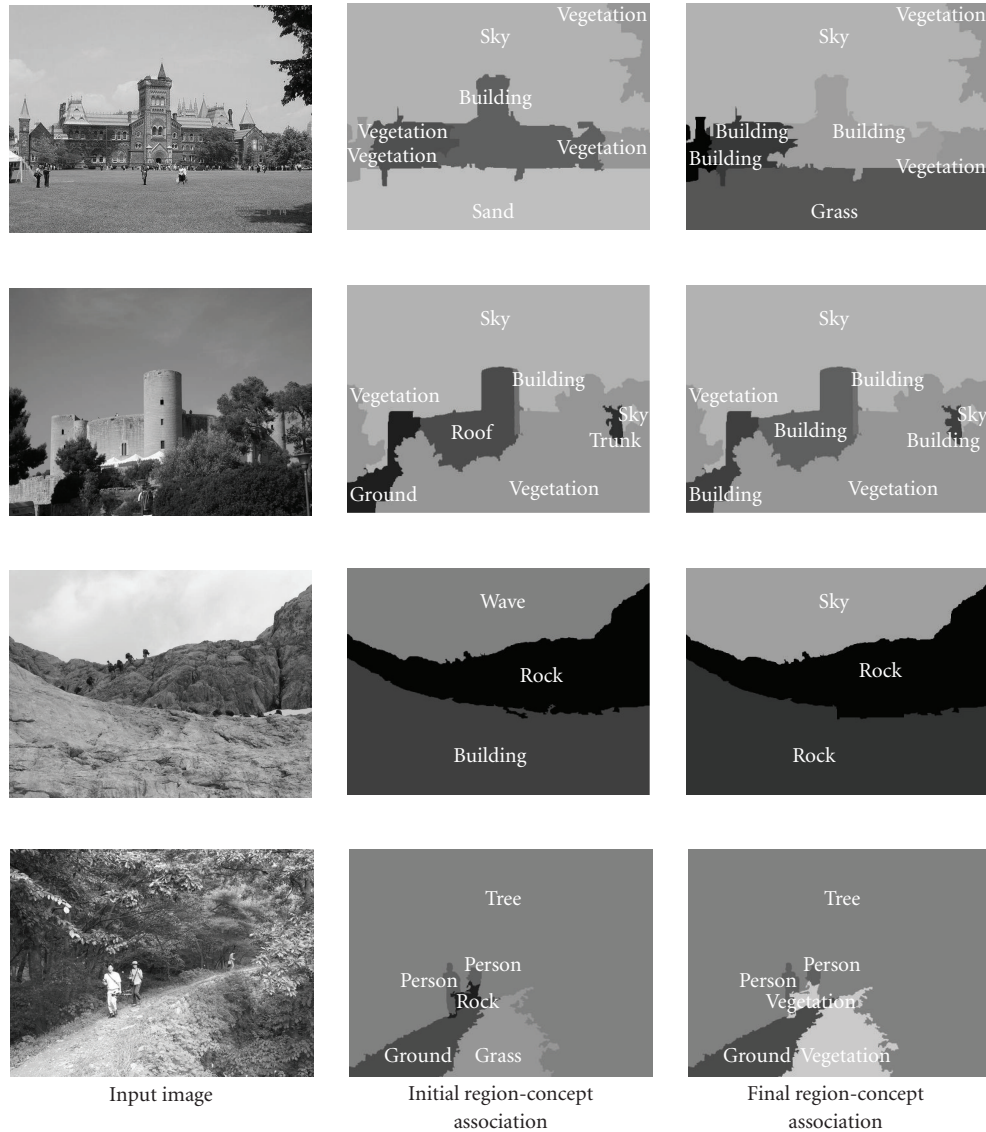 Vegetation
Sky
Building
Vegetation
Vegetation
Vegetation
Sand
Vegetation
Sky
Building
Building
Building
Vegetation
Grass
Sky
Vegetation
Building
Roof
Sky
Trunk
Ground
Vegetation
Sky
Vegetation
Building
Building
Sky
Building
Building
Vegetation
Wave
Rock
Building
Sky
Rock
Rock
Tree
Person
Person
Rock
Ground
Grass
Tree
Person
Person
Vegetation
Ground
Vegetation
Input image
Initial region-concept
association
Final region-concept
association